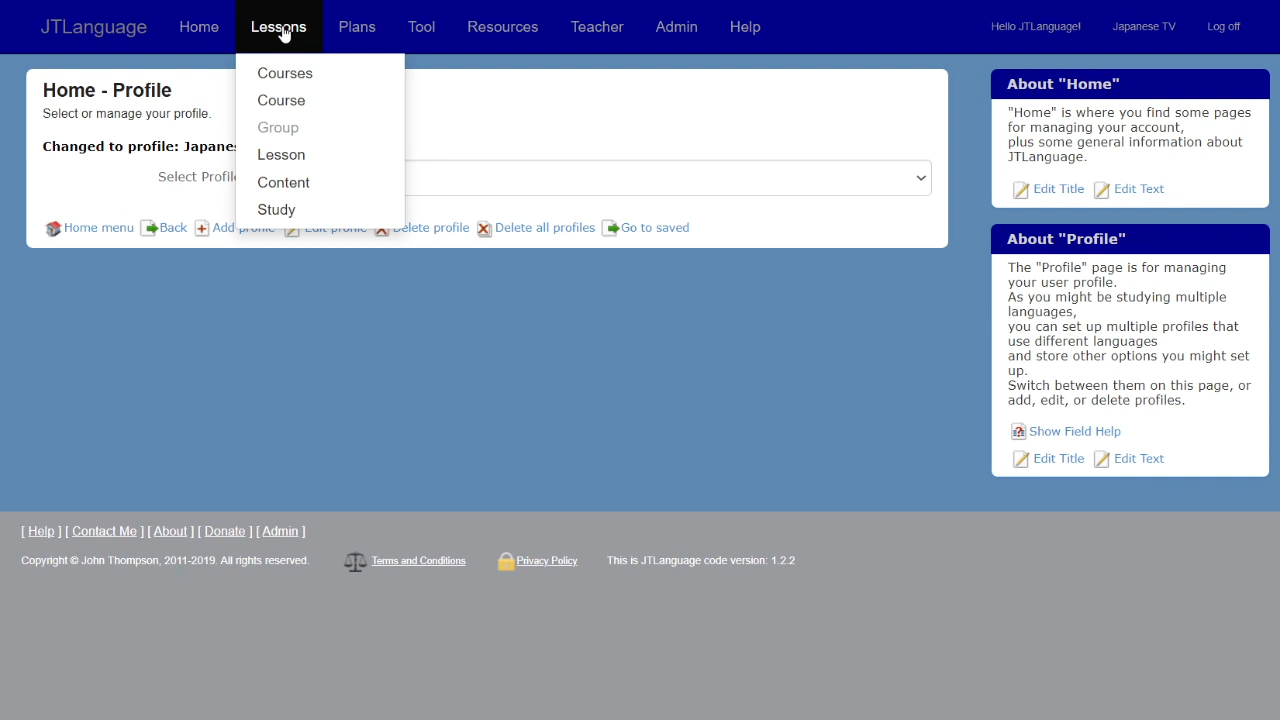 JTLanguage Home Lessons Plans Tool Resources Teacher Admin Help Hello JTLanguage! Japanese TV Log off
Courses
Course
Group
Lesson
Content
Study
Home - Profile
Select or manage your profile.
Changed to profile:
Select
Home menu Back Add profile Edit profile Delete profile Delete all profiles Go to saved
About "Home"
"Home" is where you find some pages
for managing your account,
plus some general information about
JTLanguage.
Edit Title Edit Text
About "Profile"
The "Profile" page is for managing
your user profile.
As you might be studying multiple
languages,
you can set up multiple profiles that
use different languages
and store other options you might set
up.
Switch between them on this page, or
add, edit, or delete profiles.
Show Field Help
Edit Title Edit Text
[ Help ] [ Contact Me ] [ About ] [ Donate ] [ Admin ]
Copyright © John Thompson, 2011-2019. All rights reserved. Terms and Conditions Privacy Policy This is JTLanguage code version: 1.2.2